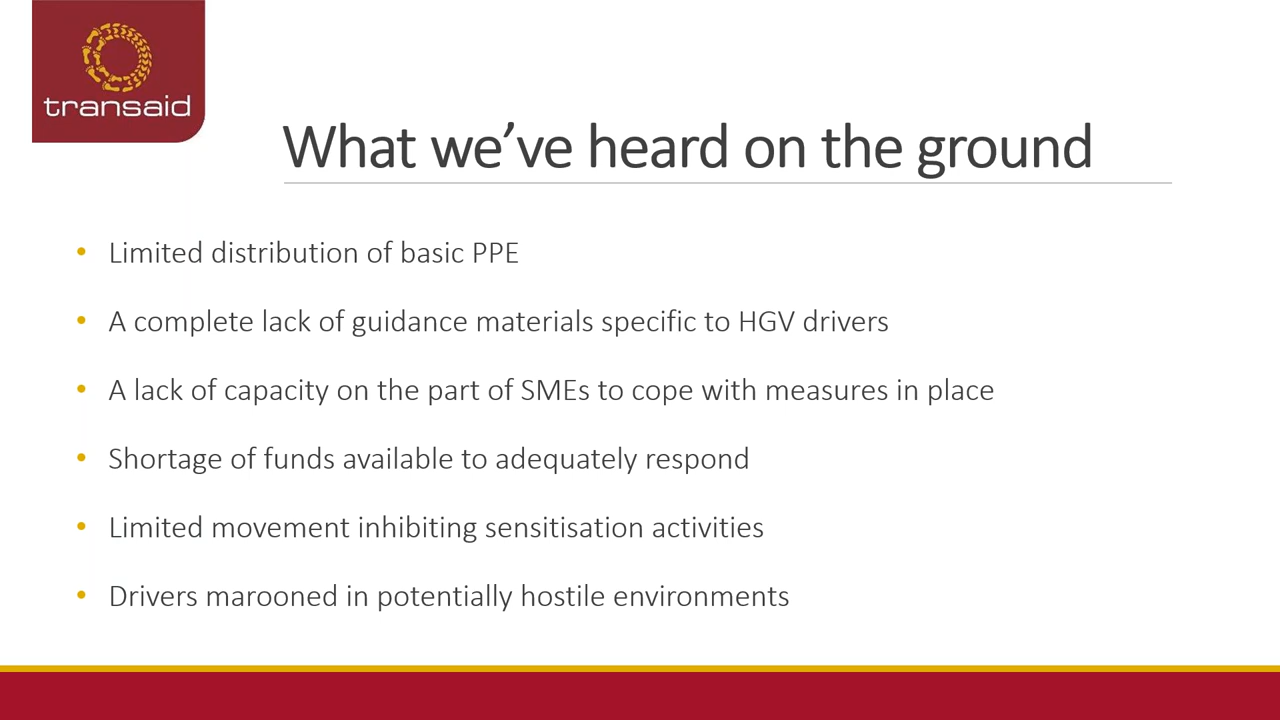 transaid
What we’ve heard on the ground
• Limited distribution of basic PPE
• A complete lack of guidance materials specific to HGV drivers
• A lack of capacity on the part of SMEs to cope with measures in place
• Shortage of funds available to adequately respond
• Limited movement inhibiting sensitisation activities
• Drivers marooned in potentially hostile environments